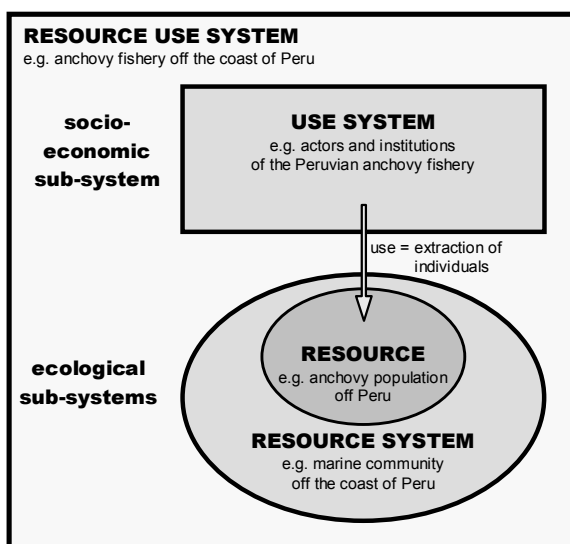 RESOURCE USE SYSTEM
e.g. anchovy fishery off the coast of Peru
socio-
economic
sub-system
USE SYSTEM
e.g. actors and institutions
of the Peruvian anchovy fishery
use = extraction of
individuals
ecological
sub-systems
RESOURCE
e.g. anchovy population
off Peru
RESOURCE SYSTEM
e.g. marine community
off the coast of Peru